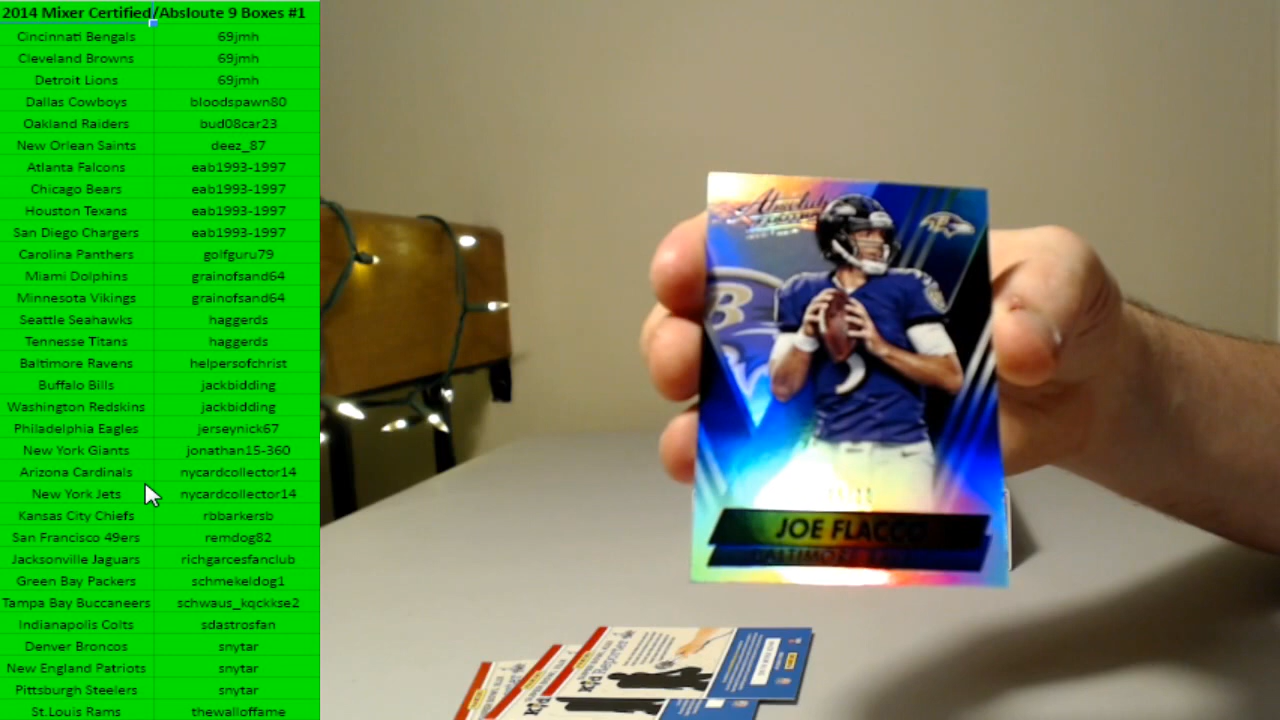 2014 Mixer Certified/Absloute 9 Boxes #1
Cincinnati Bengals 69jmh
Cleveland Browns 69jmh
Detroit Lions 69jmh
Dallas Cowboys bloodspawn80
Oakland Raiders bud08car23
New Orlean Saints deez_87
Atlanta Falcons eab1993-1997
Chicago Bears eab1993-1997
Houston Texans eab1993-1997
San Diego Chargers eab1993-1997
Carolina Panthers golfguru79
Miami Dolphins grainofsand64
Minnesota Vikings grainofsand64
Seattle Seahawks haggerds
Tennesse Titans haggerds
Baltimore Ravens helpersofchrist
Buffalo Bills jackbidding
Washington Redskins jackbidding
Philadelphia Eagles jerseynick67
New York Giants jonathan15-360
Arizona Cardinals nycardcollector14
New York Jets nycardcollector14
Kansas City Chiefs rbbarkersb
San Francisco 49ers remdog82
Jacksonville Jaguars richgarcesfanclub
Green Bay Packers schmekeldog1
Tampa Bay Buccaneers schwaus_kqckkse2
Indianapolis Colts sdastrosfan
Denver Broncos snytar
New England Patriots snytar
Pittsburgh Steelers snytar
St.Louis Rams thewalloffame
Absolute
B
JOE FLACCO
BALTIMORE